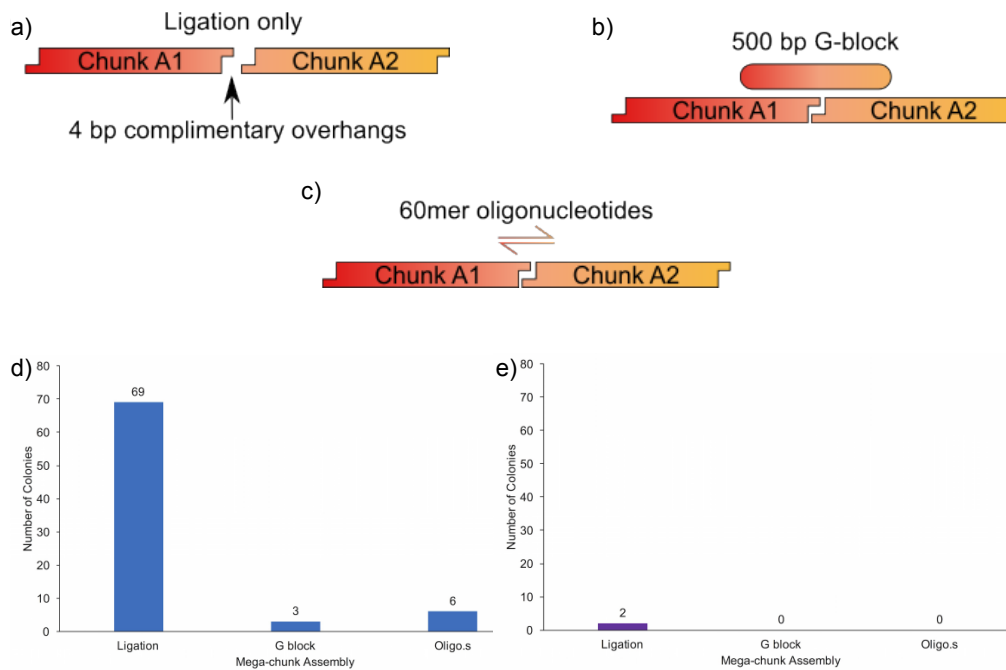 a)
Ligation only
Chunk A1 Chunk A2
4 bp complimentary overhangs
b)
500 bp G-block
Chunk A1 Chunk A2
c)
60mer oligonucleotides
Chunk A1 Chunk A2
d)
Number of Colonies
80
70
60
50
40
30
20
10
0
69
3
6
Ligation G block Oligo.s
Mega-chunk Assembly
e)
Number of Colonies
80
70
60
50
40
30
20
10
0
2
0
0
Ligation G block Oligo.s
Mega-chunk Assembly